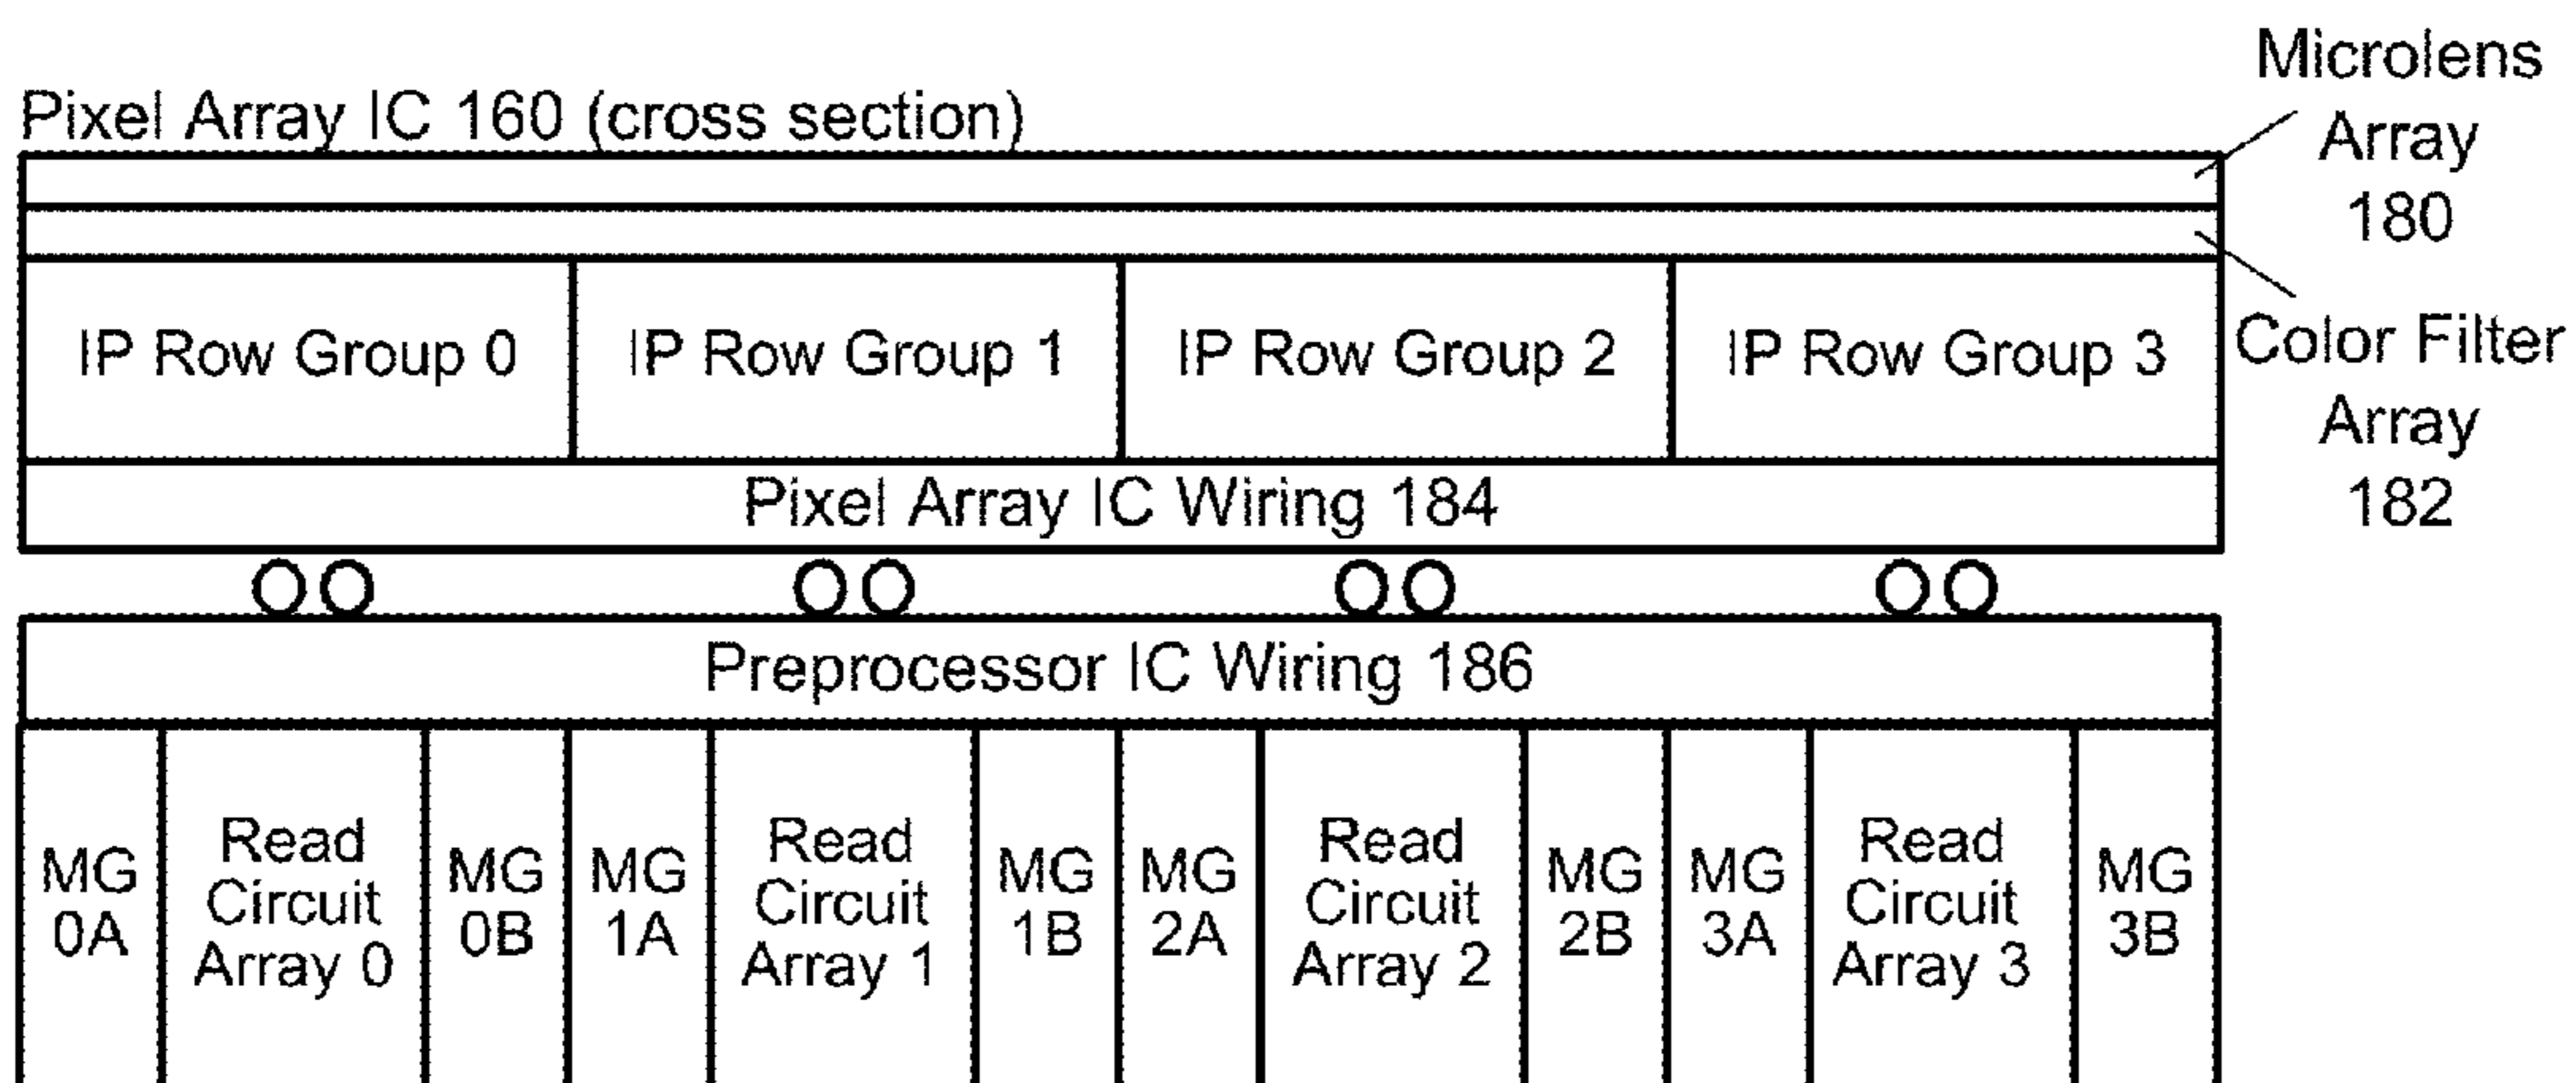 Microlens
Array
180
Pixel Array IC 160 (cross section)
IP Row Group 0
IP Row Group 1
IP Row Group 2
IP Row Group 3
Color Filter
Array
182
Pixel Array IC Wiring 184
Preprocessor IC Wiring 186
MG
0A
Read
Circuit
Array 0
MG
0B
MG
1A
Read
Circuit
Array 1
MG
1B
MG
2A
Read
Circuit
Array 2
MG
2B
MG
3A
Read
Circuit
Array 3
MG
3B